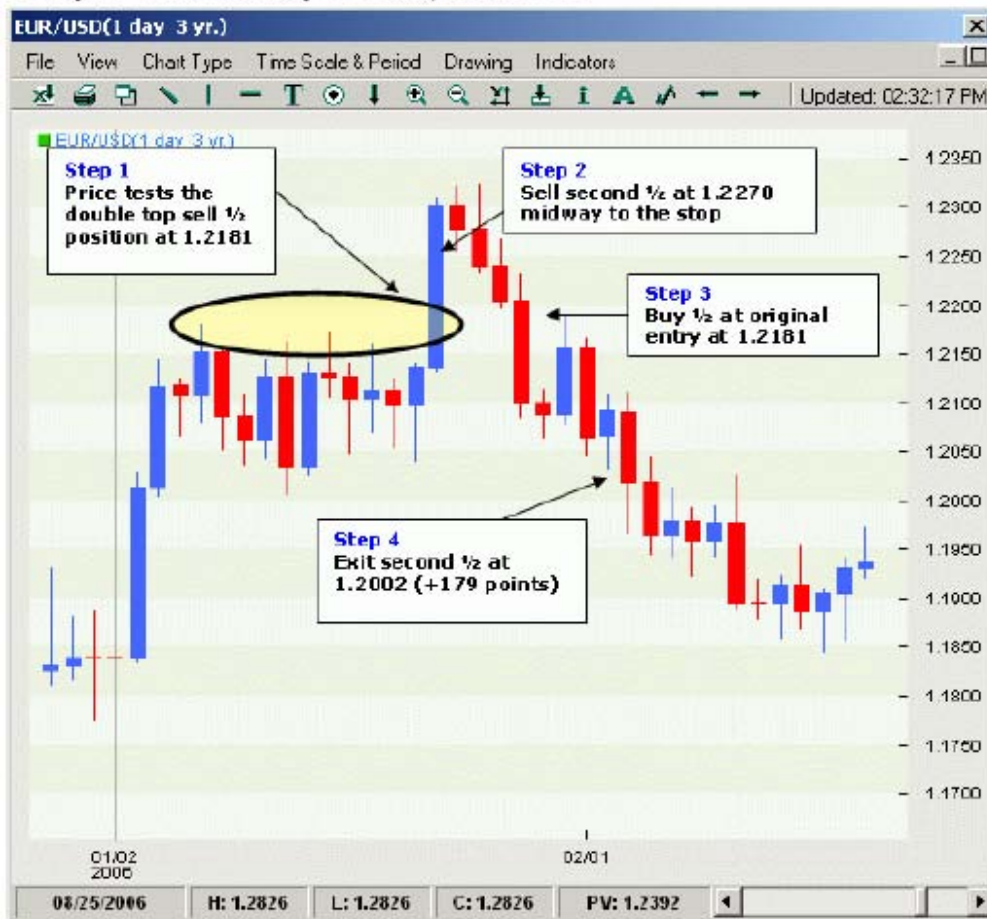 EUR/USD(1 day 3 yr.)
File View Chart Type Time Scale & Period Drawing Indicators
Updated: 02:32:17 PM
EUR/USD(1 day 3 yr.)
Step 1
Price tests the
double top sell ½
position at 1.2181
Step 2
Sell second ½ at 1.2270
midway to the stop
Step 3
Buy ½ at original
entry at 1.2181
Step 4
Exit second ½ at
1.2002 (+179 points)
1.2350
1.2300
1.2250
1.2200
1.2150
1.2100
1.2050
1.2000
1.1950
1.1900
1.1850
1.1800
1.1750
1.1700
01/02
2006
02/01
08/25/2006 H: 1.2826 L: 1.2826 C: 1.2826 PV: 1.2392